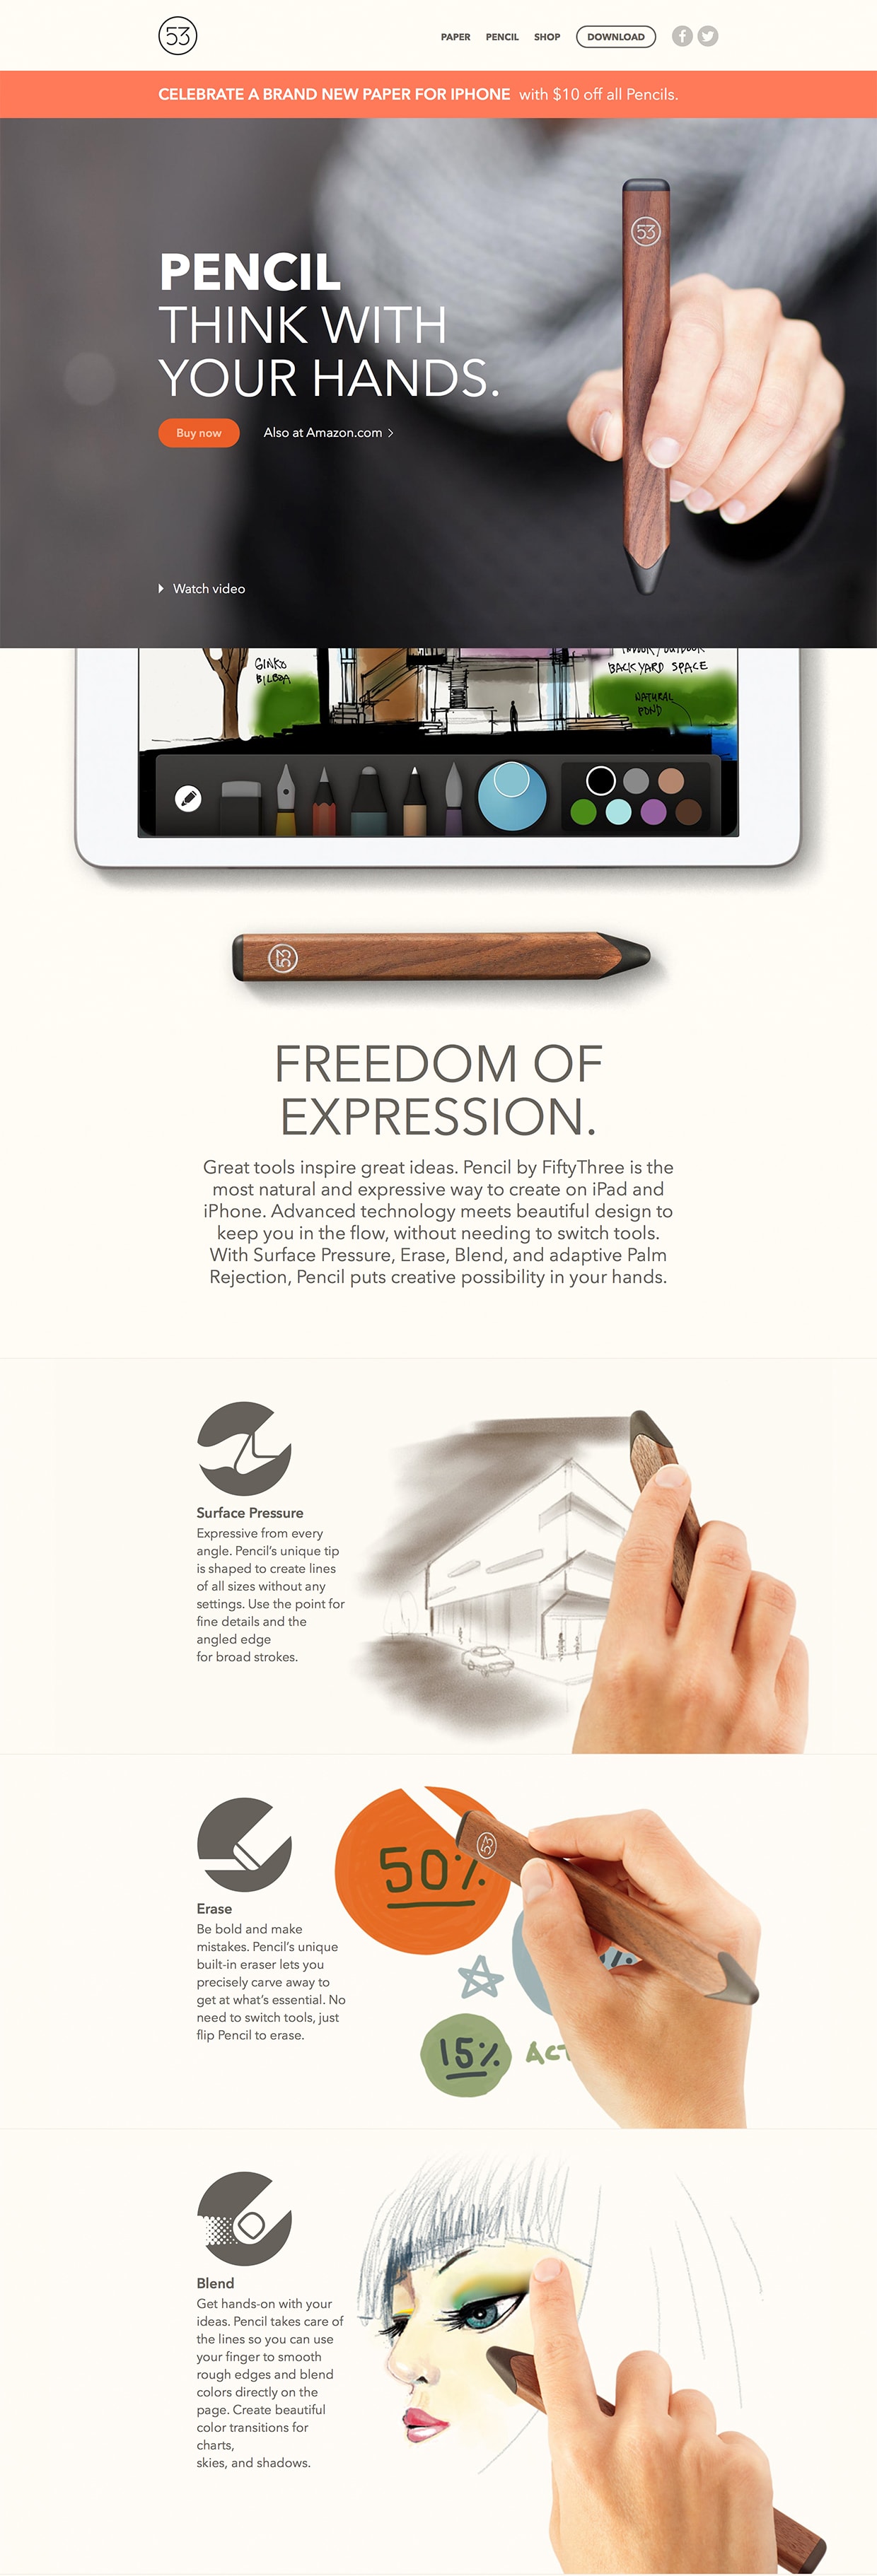 53
PAPER PENCIL SHOP DOWNLOAD
CELEBRATE A BRAND NEW PAPER FOR IPHONE with $10 off all Pencils.
53
PENCIL
THINK WITH
YOUR HANDS.
Buy now Also at Amazon.com >
Watch video
GINKO
BILBOA
BACKYARD SPACE
NATURAL
POND
53
FREEDOM OF
EXPRESSION.
Great tools inspire great ideas. Pencil by FiftyThree is the
most natural and expressive way to create on iPad and
iPhone. Advanced technology meets beautiful design to
keep you in the flow, without needing to switch tools.
With Surface Pressure, Erase, Blend, and adaptive Palm
Rejection, Pencil puts creative possibility in your hands.
Surface Pressure
Expressive from every
angle. Pencil's unique tip
is shaped to create lines
of all sizes without any
settings. Use the point for
fine details and the
angled edge
for broad strokes.
50%
53
Erase
Be bold and make
mistakes. Pencil's unique
built-in eraser lets you
precisely carve away to
get at what's essential. No
need to switch tools, just
flip Pencil to erase.
15% ACT
Blend
Get hands-on with your
ideas. Pencil takes care of
the lines so you can use
your finger to smooth
rough edges and blend
colors directly on the
page. Create beautiful
color transitions for
charts,
skies, and shadows.